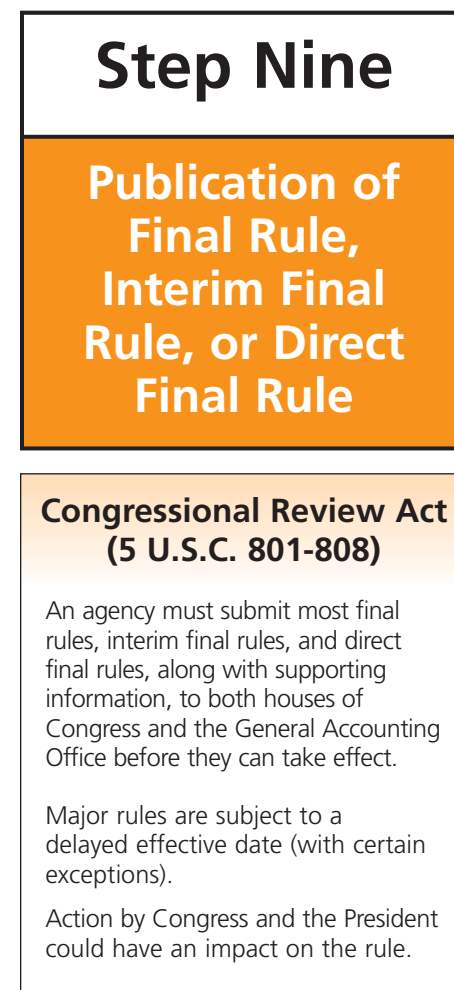 Step Nine
Publication of
Final Rule,
Interim Final
Rule, or Direct
Final Rule
Congressional Review Act
(5 U.S.C. 801-808)
An agency must submit most final
rules, interim final rules, and direct
final rules, along with supporting
information, to both houses of
Congress and the General Accounting
Office before they can take effect.
Major rules are subject to a
delayed effective date (with certain
exceptions).
Action by Congress and the President
could have an impact on the rule.